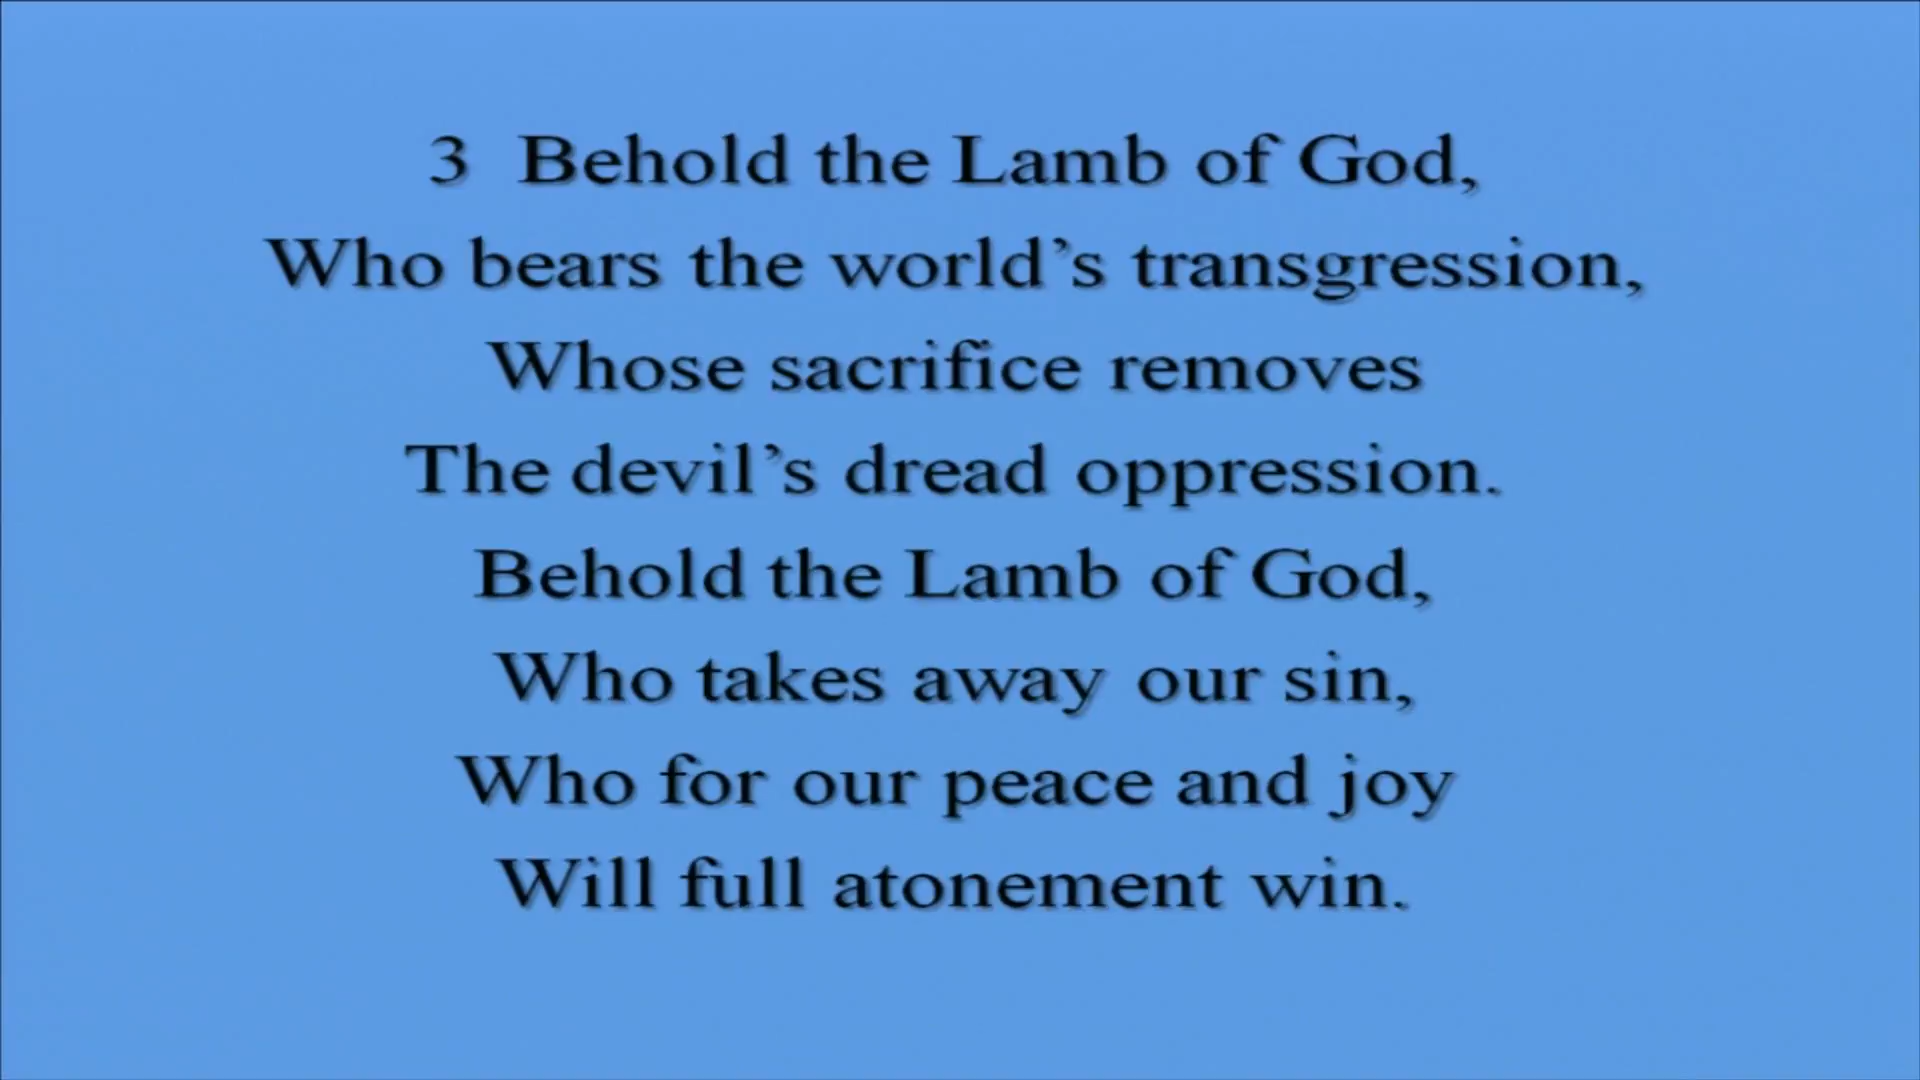 3 Behold the Lamb of God,
Who bears the world’s transgression,
Whose sacrifice removes
The devil’s dread oppression.
Behold the Lamb of God,
Who takes away our sin,
Who for our peace and joy
Will full atonement win.